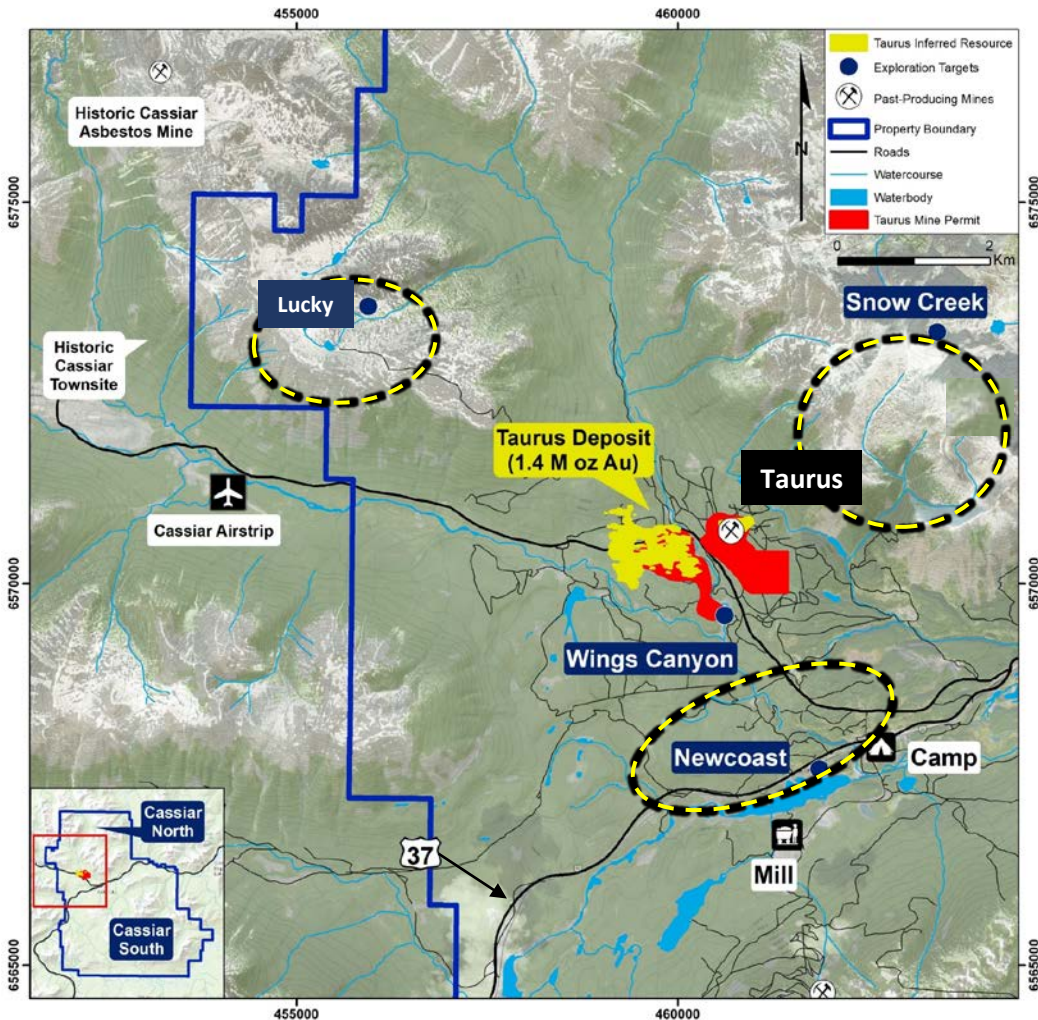 455000
460000
Taurus Inferred Resource
Exploration Targets
Past-Producing Mines
Property Boundary
Roads
Watercourse
Waterbody
Taurus Mine Permit
N
0
2
Km
Historic Cassiar
Asbestos Mine
6575000
6575000
Lucky
Snow Creek
Historic
Cassiar
Townsite
Taurus Deposit
(1.4 M oz Au)
Taurus
Cassiar Airstrip
6570000
6570000
Wings Canyon
Newcoast
Camp
Cassiar
North
37
Mill
Cassiar
South
6565000
6565000
455000
460000